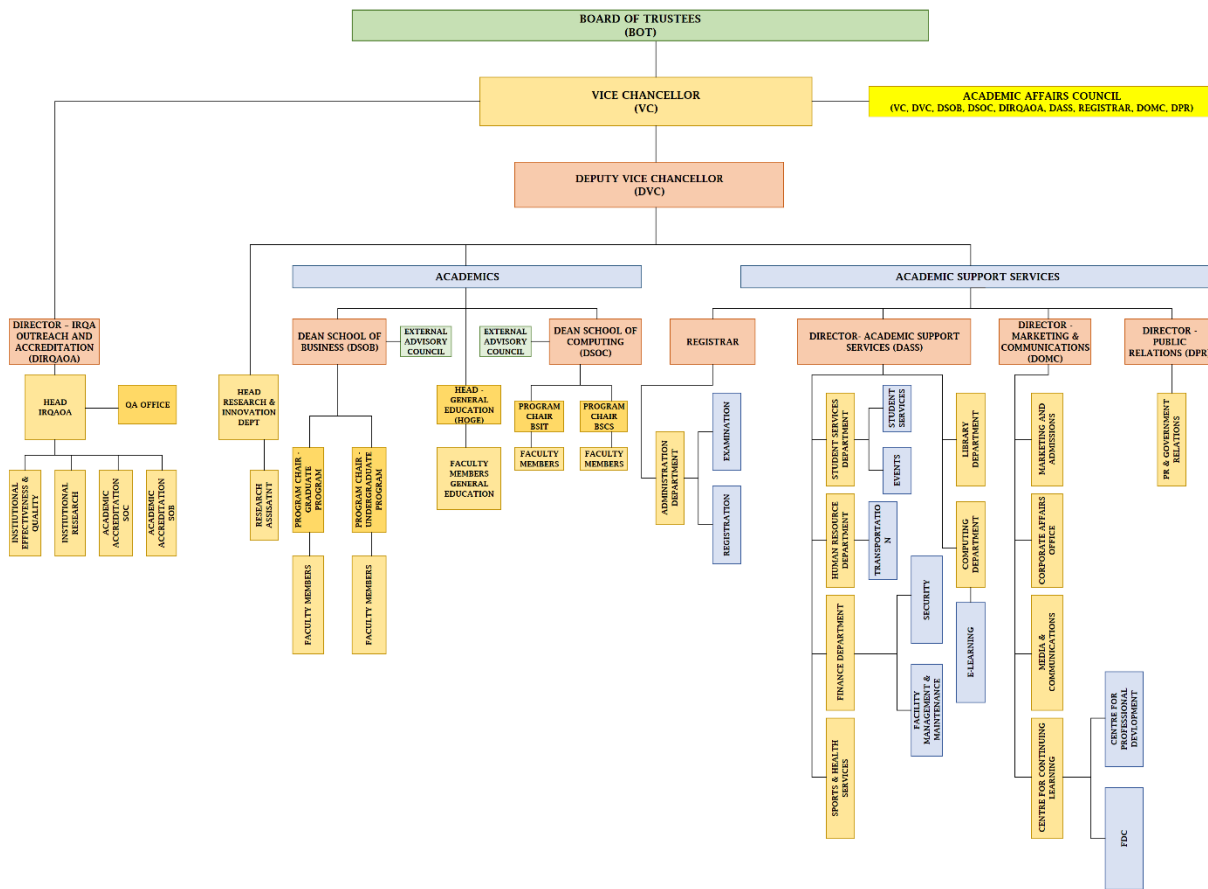 BOARD OF TRUSTEES
(BOT)
VICE CHANCELLOR
(VC)
ACADEMIC AFFAIRS COUNCIL
(VC, DVC, DSOB, DSOC, DIRQAOA, DASS, REGISTRAR, DOMC, DPR)
DEPUTY VICE CHANCELLOR
(DVC)
ACADEMICS
ACADEMIC SUPPORT SERVICES
DIRECTOR – IRQA
OUTREACH AND
ACCREDITATION
(DIRQAOA)
DEAN SCHOOL OF
BUSINESS (DSOB)
EXTERNAL
ADVISORY
COUNCIL
EXTERNAL
ADVISORY
COUNCIL
DEAN SCHOOL OF
COMPUTING
(DSOC)
REGISTRAR
DIRECTOR- ACADEMIC SUPPORT
SERVICES (DASS)
DIRECTOR -
MARKETING &
COMMUNICATIONS
(DOMC)
DIRECTOR -
PUBLIC
RELATIONS (DPR)
HEAD
IRQAOA
QA OFFICE
HEAD
RESEARCH &
INNOVATION
DEPT
HEAD -
GENERAL
EDUCATION
(HOGE)
PROGRAM
CHAIR
BSIT
PROGRAM
CHAIR
BSCS
FACULTY
MEMBERS
GENERAL
EDUCATION
FACULTY
MEMBERS
FACULTY
MEMBERS
INSTITUTIONAL
EFFECTIVENESS &
QUALITY
INSTITUTIONAL
RESEARCH
ACADEMIC
ACCREDITATION
SOC
ACADEMIC
ACCREDITATION
SOB
RESEARCH
ASSISATNT
PROGRAM CHAIR -
GRADUATE
PROGRAM
PROGRAM CHAIR -
UNDERGRADUATE
PROGRAM
FACULTY MEMBERS
FACULTY MEMBERS
ADMINISTRATION
DEPARTMENT
EXAMINATION
REGISTRATION
STUDENT SERVICES
DEPARTMENT
STUDENT
SERVICES
EVENTS
LIBRARY
DEPARTMENT
HUMAN RESOURCE
DEPARTMENT
TRANSPORTATIO
N
COMPUTING
DEPARTMENT
FINANCE DEPARTMENT
SECURITY
E-LEARNING
FACILITY
MANAGEMENT &
MAINTENANCE
SPORTS & HEALTH
SERVICES
MARKETING AND
ADMISSIONS
CORPORATE AFFAIRS
OFFICE
MEDIA &
COMMUNICATIONS
CENTRE FOR CONTINUING
LEARNING
CENTRE FOR
PROFESSIONAL
DEVLOPMENT
FDC
PR & GOVERNMENT
RELATIONS